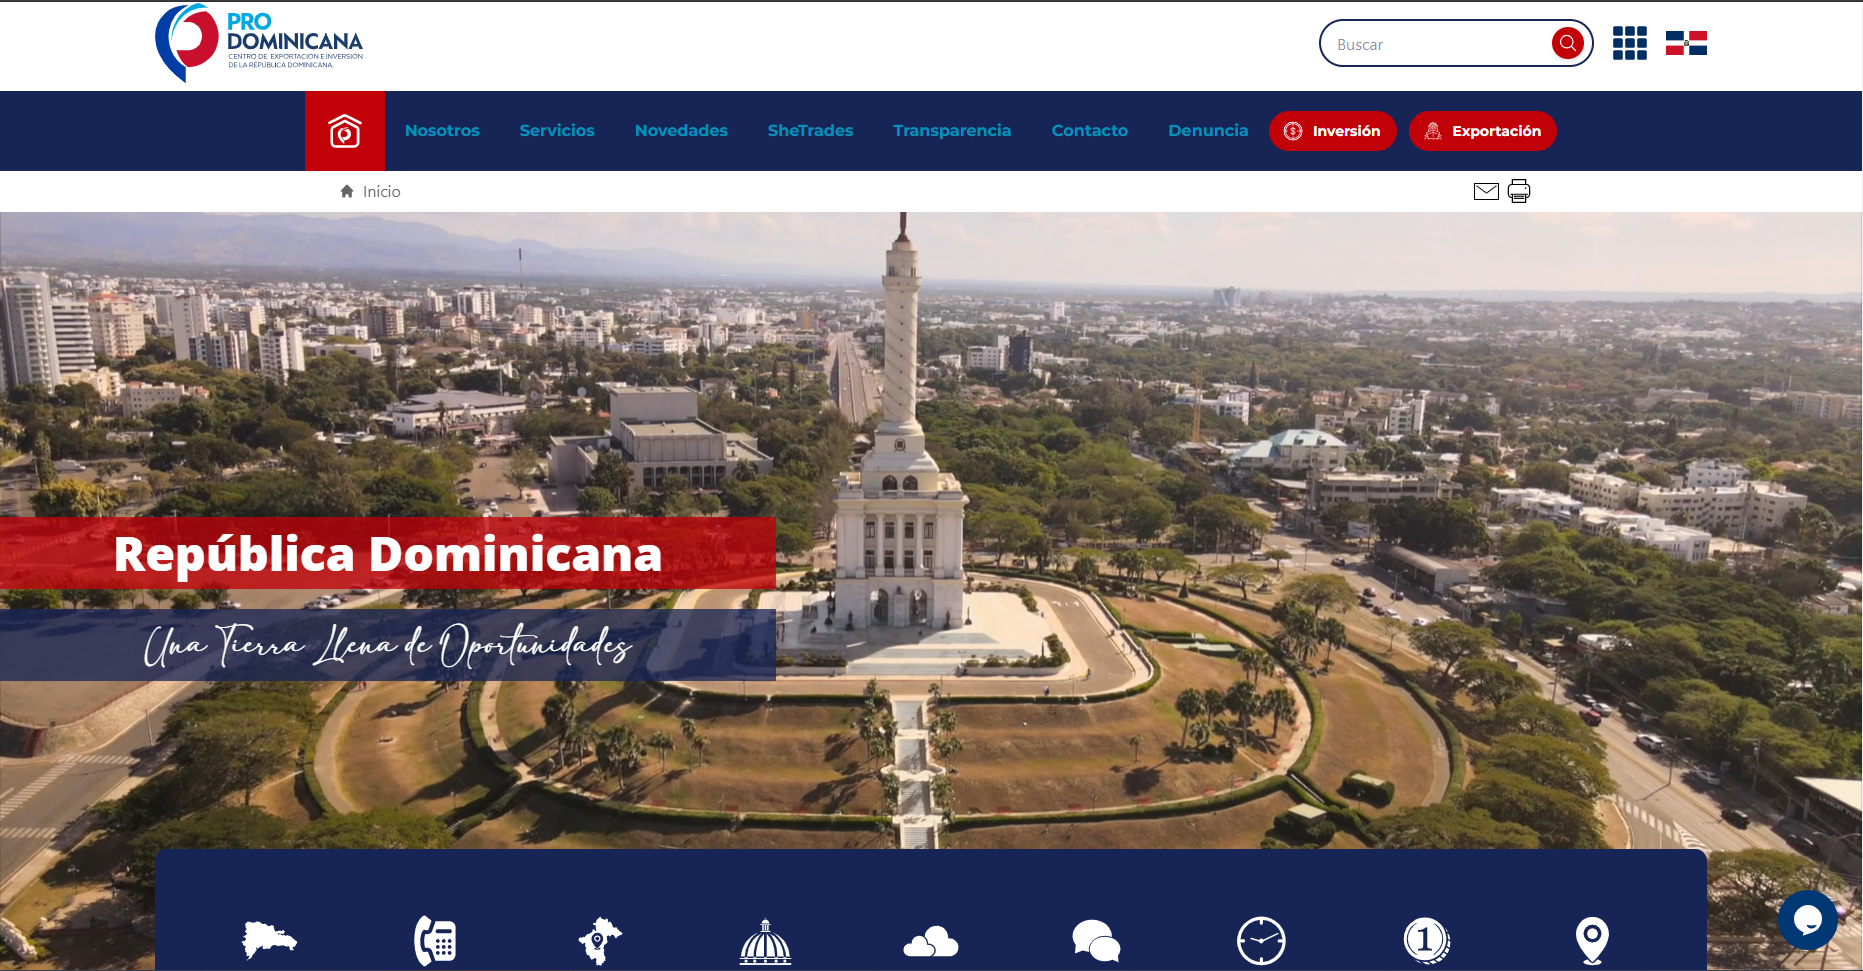 PRO
DOMINICANA
CENTRO DE EXPORTACIÓN E INVERSIÓN
DE LA REPÚBLICA DOMINICANA.
Buscar
Nosotros
Servicios
Novedades
SheTrades
Transparencia
Contacto
Denuncia
Inversión
Exportación
Inicio
República Dominicana
Una Tierra Llena de Oportunidades
1